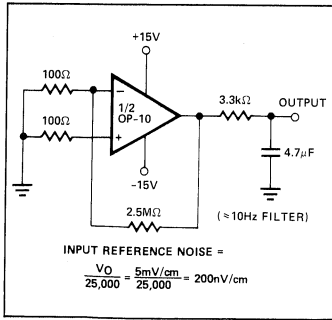 +15V
100Ω
−
1/2
OP-10
+
100Ω
3.3kΩ
OUTPUT
4.7μF
−15V
2.5MΩ
(≈10Hz FILTER)
INPUT REFERENCE NOISE =
VO
25,000
= 5mV/cm
25,000
= 200nV/cm